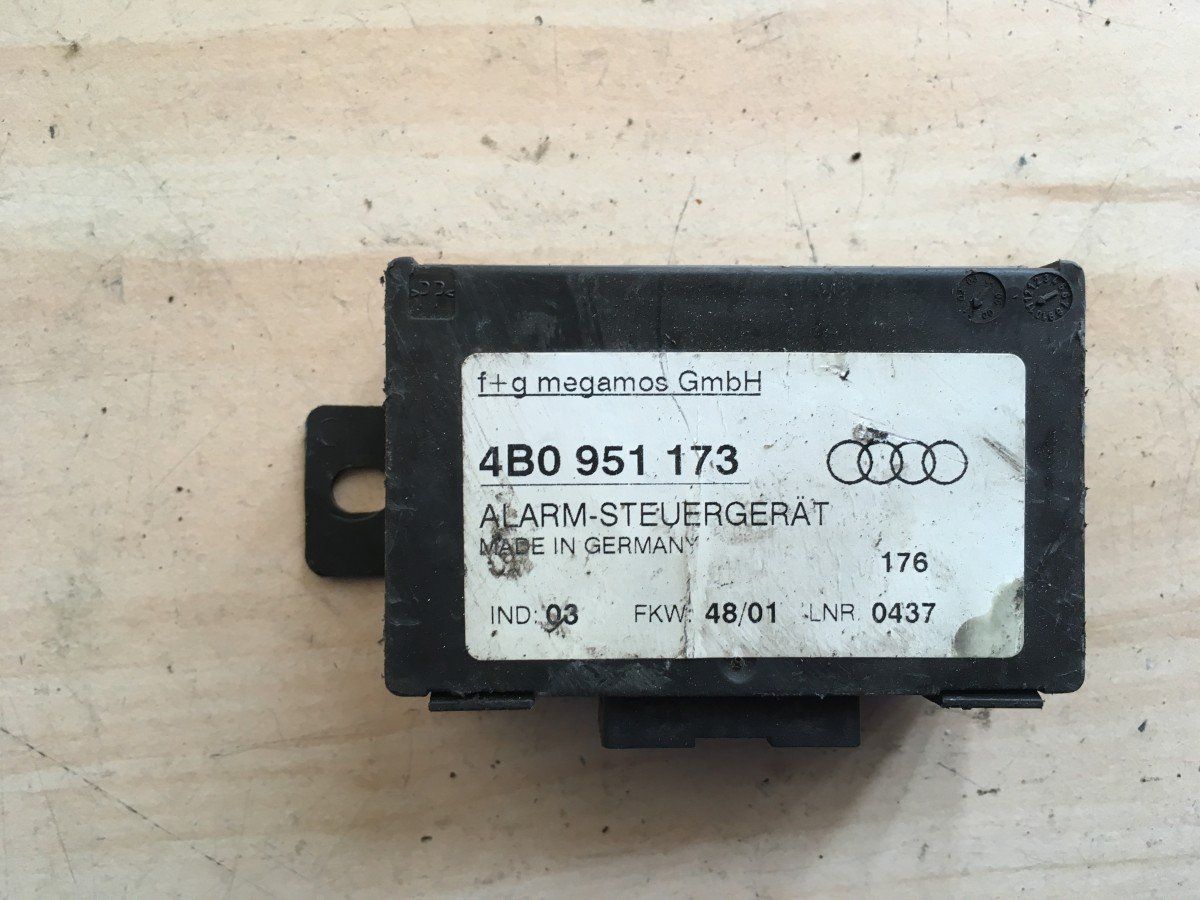 f+g megamos GmbH
4B0 951 173
ALARM-STEUERGERÄT
MADE IN GERMANY
176
IND: 03 FKW: 48/01 LNR. 0437